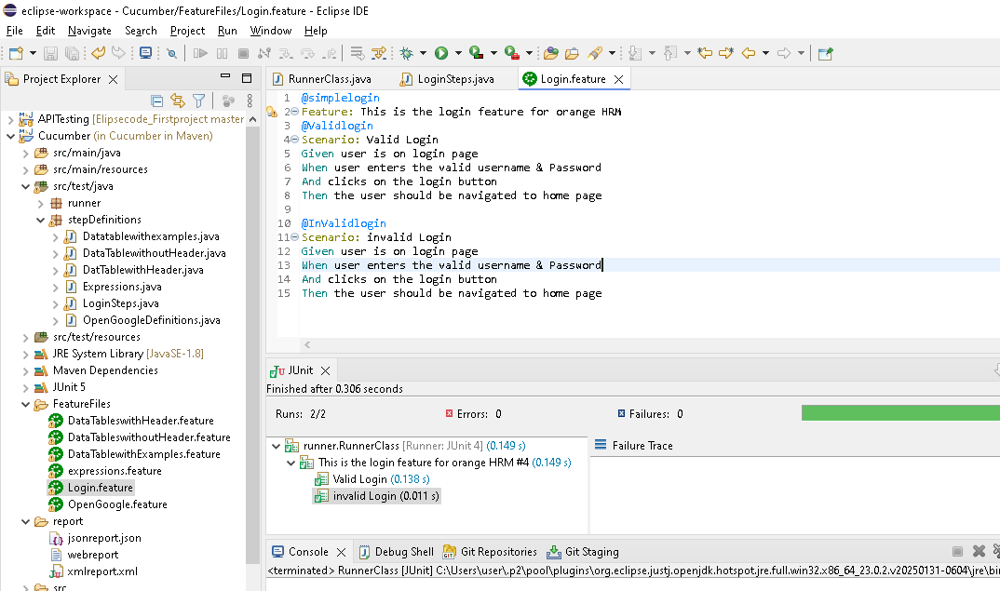 eclipse-workspace - Cucumber/FeatureFiles/Login.feature - Eclipse IDE
File Edit Navigate Search Project Run Window Help
Project Explorer
APITesting [Elipsecode_Firstproject master
Cucumber (in Cucumber in Maven)
src/main/java
src/main/resources
src/test/java
runner
stepDefinitions
Datatablewithexamples.java
DataTablewithoutHeader.java
DatTablewithHeader.java
Expressions.java
LoginSteps.java
OpenGoogleDefinitions.java
src/test/resources
JRE System Library [JavaSE-1.8]
Maven Dependencies
JUnit 5
FeatureFiles
DataTableswithHeader.feature
DataTableswithoutHeader.feature
DataTablewithExamples.feature
expressions.feature
Login.feature
OpenGoogle.feature
report
jsonreport.json
webreport
xmlreport.xml
src
RunnerClass.java LoginSteps.java Login.feature
1 @simplelogin
2 Feature: This is the login feature for orange HRM
3 @Validlogin
4 Scenario: Valid Login
5 Given user is on login page
6 When user enters the valid username & Password
7 And clicks on the login button
8 Then the user should be navigated to home page
9
10 @InValidlogin
11 Scenario: invalid Login
12 Given user is on login page
13 When user enters the valid username & Password
14 And clicks on the login button
15 Then the user should be navigated to home page
JUnit
Finished after 0.306 seconds
Runs: 2/2 Errors: 0 Failures: 0
runner.RunnerClass [Runner: JUnit 4] (0.149 s)
This is the login feature for orange HRM #4 (0.149 s)
Valid Login (0.138 s)
invalid Login (0.011 s)
Failure Trace
Console Debug Shell Git Repositories Git Staging
<terminated> RunnerClass [JUnit] C:\Users\user\.p2\pool\plugins\org.eclipse.justj.openjdk.hotspot.jre.full.win32.x86_64_23.0.2.v20250131-0604\jre\bin